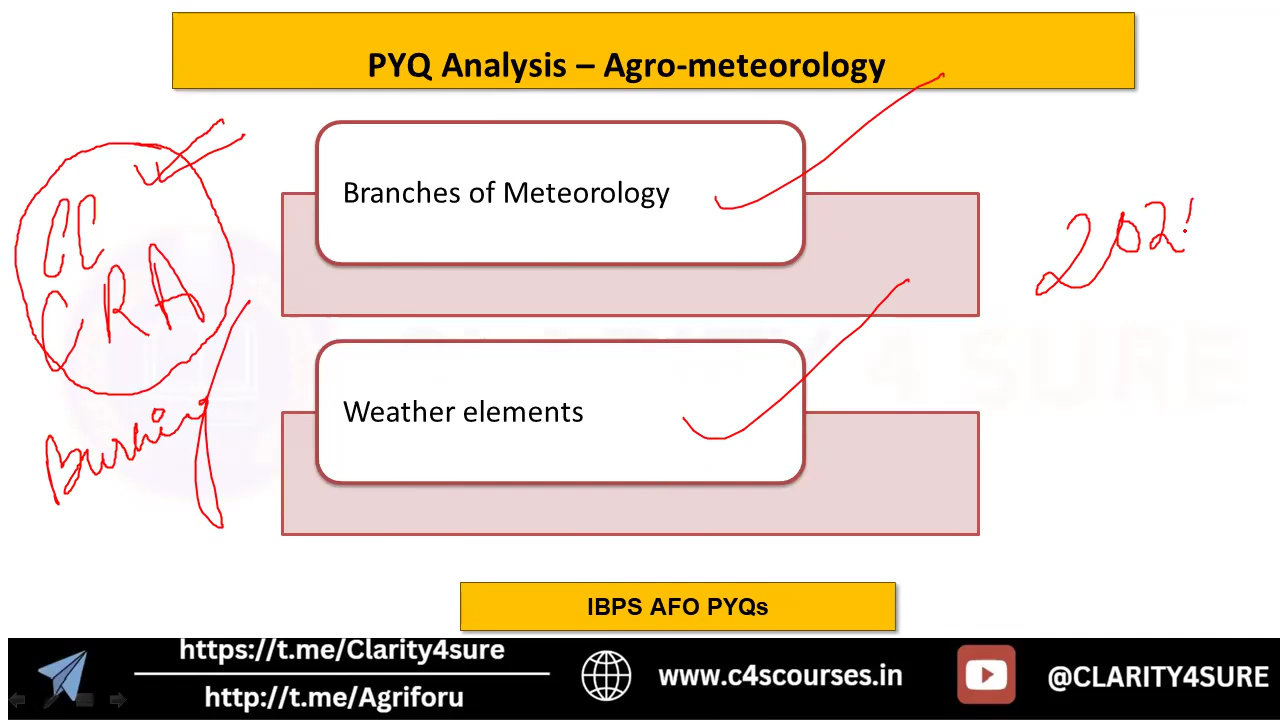 PYQ Analysis – Agro-meteorology
Branches of Meteorology
CC
CRA
Weather elements
Burning
IBPS AFO PYQs
https://t.me/Clarity4sure
http://t.me/Agriforu
www.c4scourses.in
@CLARITY4SURE